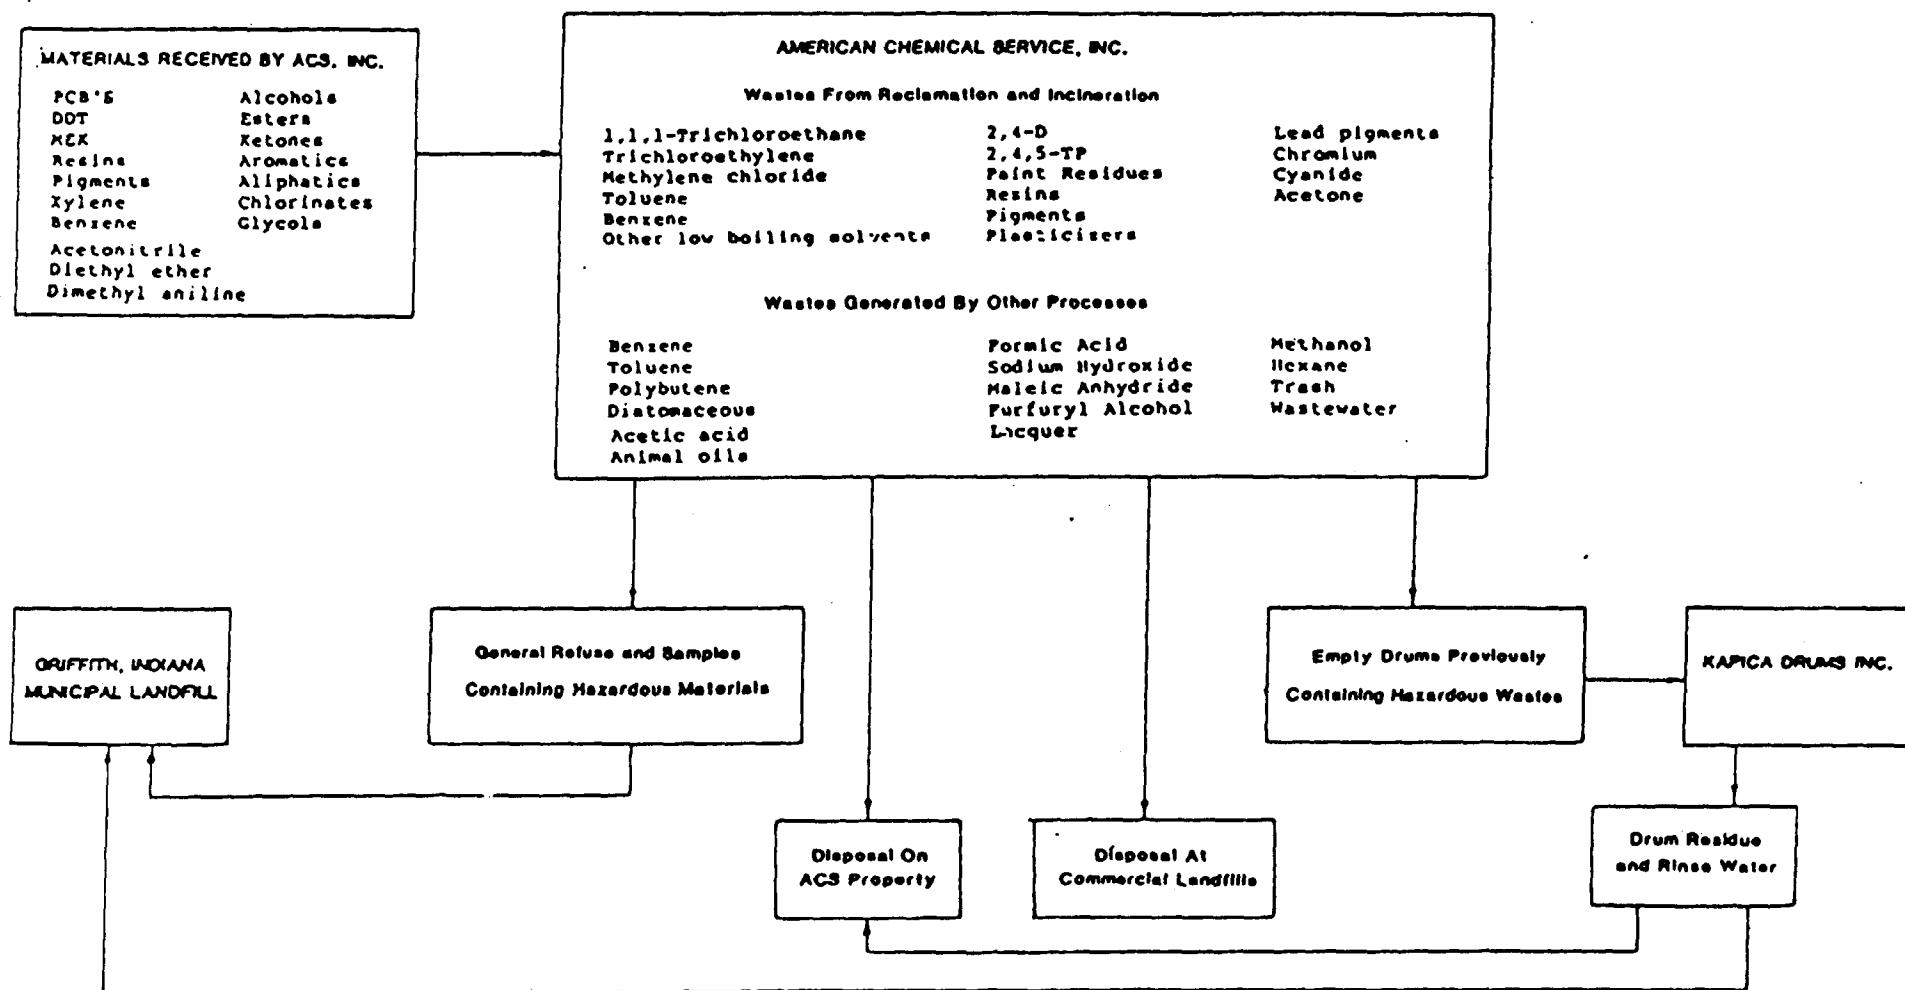 MATERIALS RECEIVED BY ACS, INC.
PCB'S Alcohols
DDT Esters
MEK Ketones
Resins Aromatics
Pigments Aliphatics
Xylene Chlorinates
Benzene Glycols
Acetonitrile
Diethyl ether
Dimethyl aniline
AMERICAN CHEMICAL SERVICE, INC.
Wastes From Reclamation and Incineration
1,1,1-Trichloroethane 2,4-D Lead pigments
Trichloroethylene 2,4,5-TP Chromium
Methylene chloride Paint Residues Cyanide
Toluene Resins Acetone
Benzene Pigments
Other low boiling solvents Plasticizers
Wastes Generated By Other Processes
Benzene Formic Acid Methanol
Toluene Sodium Hydroxide Hexane
Polybutene Maleic Anhydride Trash
Diatomaceous Furfuryl Alcohol Wastewater
Acetic acid Lacquer
Animal oils
GRIFFITH, INDIANA
MUNICIPAL LANDFILL
General Refuse and Samples
Containing Hazardous Materials
Empty Drums Previously
Containing Hazardous Wastes
KAPICA DRUMS INC.
Disposal On
ACS Property
Disposal At
Commercial Landfills
Drum Residue
and Rinse Water